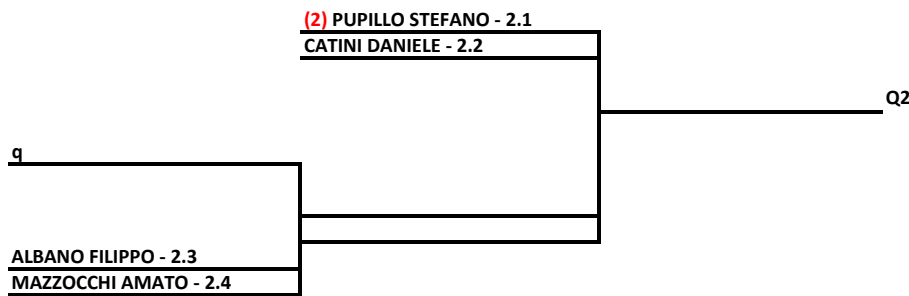 (2) PUPILLO STEFANO - 2.1
CATINI DANIELE - 2.2
Q2
q
ALBANO FILIPPO - 2.3
MAZZOCCHI AMATO - 2.4